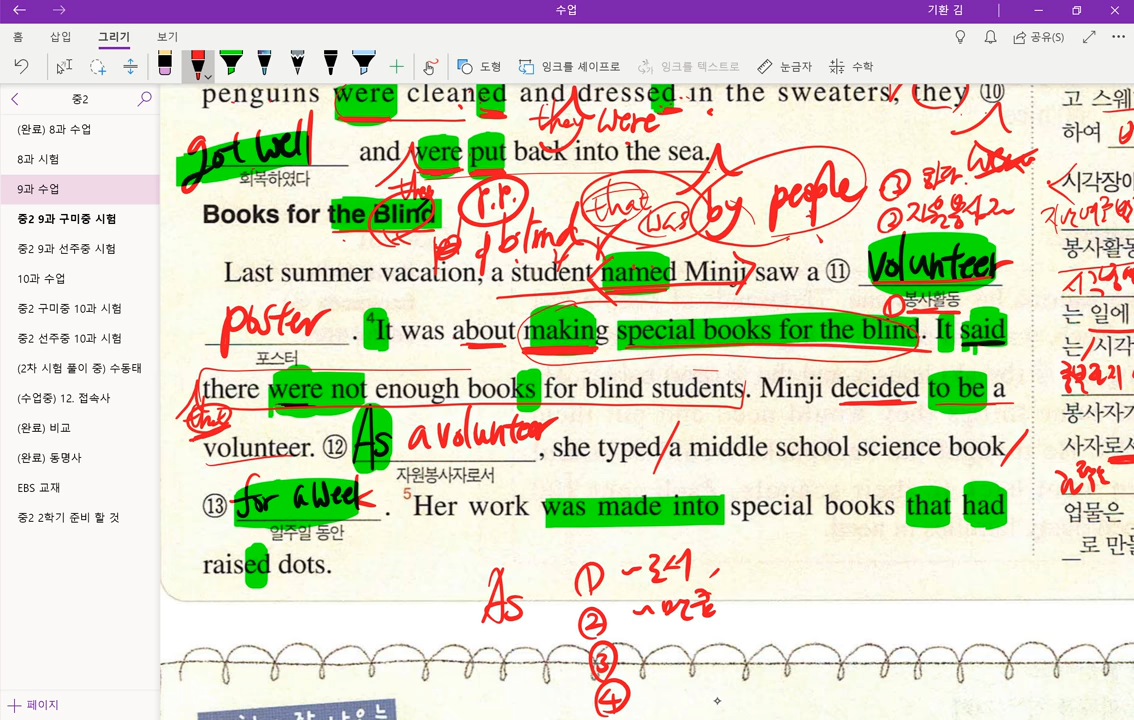 수업
기환 김
홈 삽입 그리기 보기
공유(S)
도형 잉크를 셰이프로 잉크를 텍스트로 눈금자 수학
중2
(완료) 8과 수업
8과 시험
9과 수업
중2 9과 구미중 시험
중2 9과 선주중 시험
10과 수업
중2 구미중 10과 시험
중2 선주중 10과 시험
(2차 시험 풀이 중) 수동태
(수업중) 12. 접속사
(완료) 비교
(완료) 동명사
EBS 교재
중2 2학기 준비 할 것
페이지
penguins were cleaned and dressed in the sweaters, they ⑩
they were
got well and were put back into the sea.
회복하였다
they p.p. that was by people
Books for the Blind
blind
② 자원봉사자
Last summer vacation, a student named Minji saw a ⑪ volunteer
① 봉사활동
poster . 4 It was about making special books for the blind. It said
포스터
there were not enough books for blind students. Minji decided to be a
that
volunteer. ⑫ As a volunteer, she typed a middle school science book
자원봉사자로서
⑬ for a week. 5 Her work was made into special books that had
일주일 동안
raised dots.
As ① ~로서
②
③
④
고 스웨
하여
시각장이
봉사활동
는 일에
는 시각
봉사자가
사자로서
업물은
로 만들